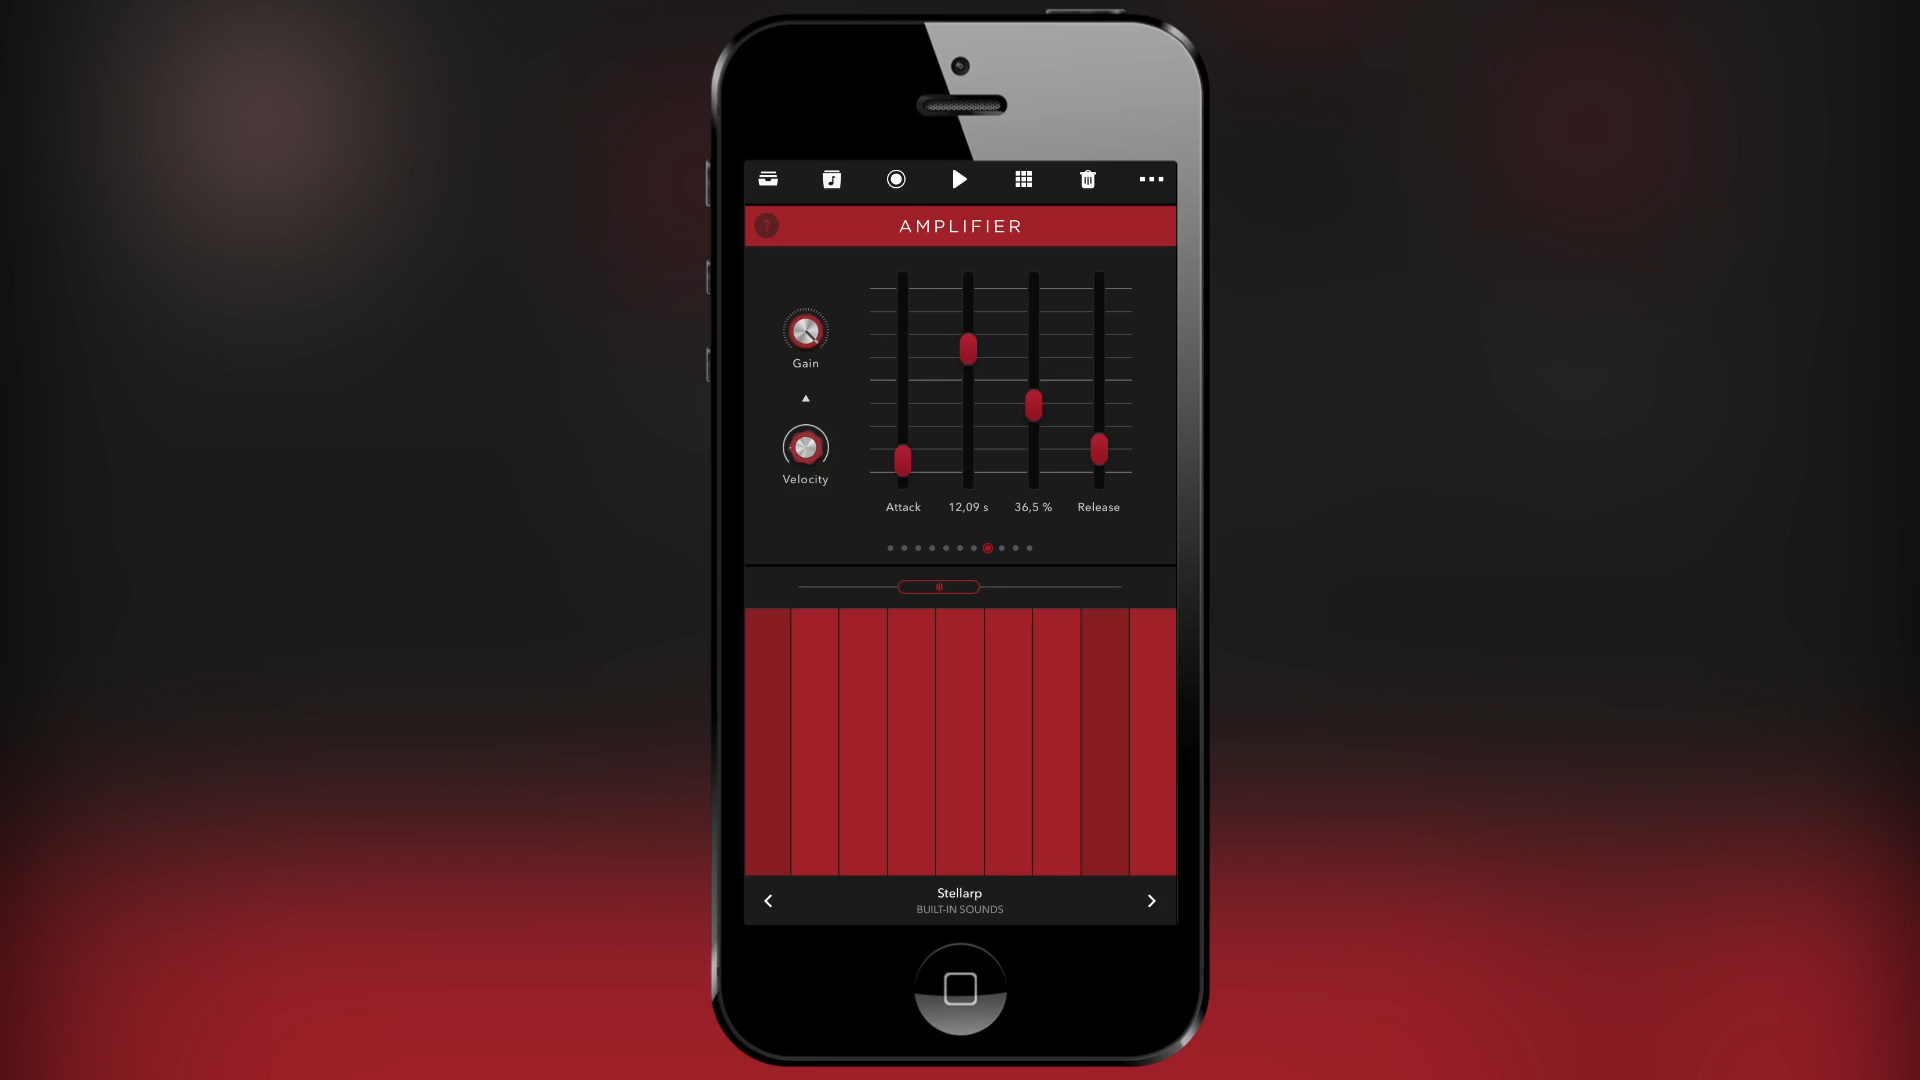 ?
AMPLIFIER
Gain
Velocity
Attack 12,09 s 36,5 % Release
Stellarp
BUILT-IN SOUNDS